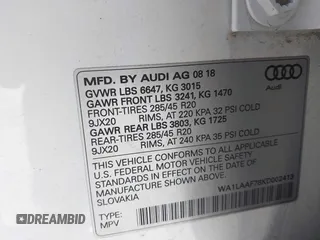 MFD. BY AUDI AG 08 18
GVWR LBS 6647, KG 3015
GAWR FRONT LBS 3241, KG 1470
FRONT-TIRES 285/45 R20
9JX20 RIMS, AT 220 KPA 32 PSI COLD
GAWR REAR LBS 3803, KG 1725
REAR-TIRES 285/45 R20
9JX20 RIMS, AT 240 KPA 35 PSI COLD
THIS VEHICLE CONFORMS TO ALL APPLICABLE
U.S. FEDERAL MOTOR VEHICLE SAFETY
STANDARDS IN EFFECT ON THE DATE OF
MANUFACTURE SHOWN ABOVE
SLOVAKIA
TYPE:
MPV
Audi
DREAMBID